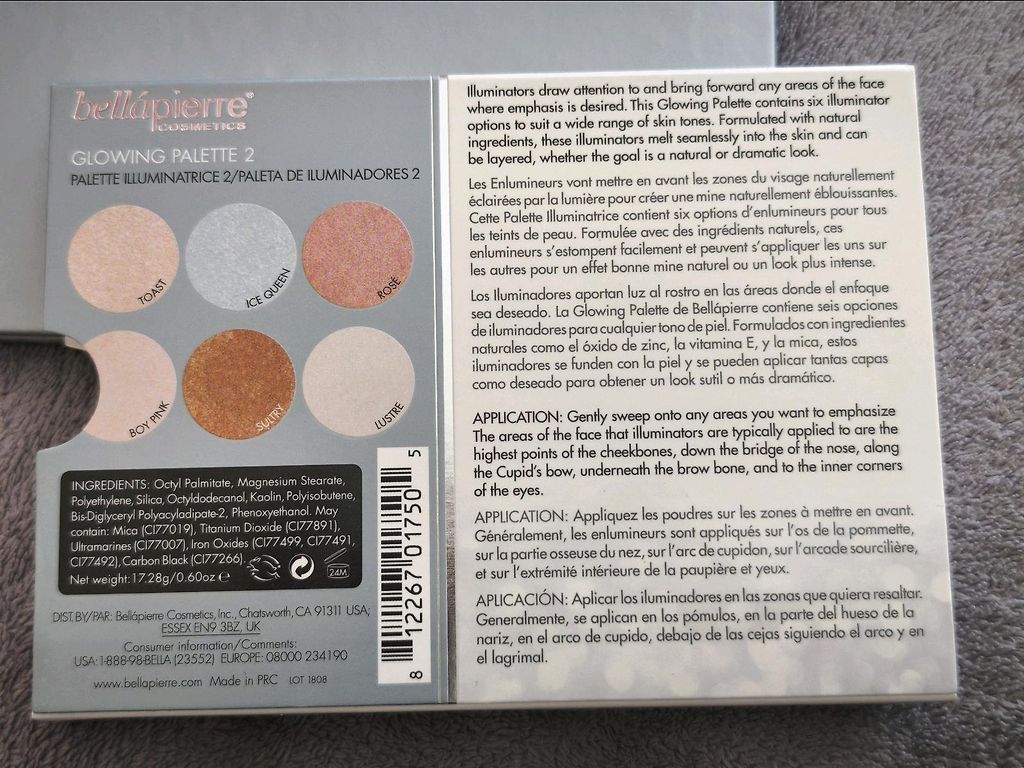 bellápierre®
COSMETICS
GLOWING PALETTE 2
PALETTE ILLUMINATRICE 2/PALETA DE ILUMINADORES 2
TOAST
ICE QUEEN
ROSÉ
BOY PINK
SULTRY
LUSTRE
INGREDIENTS: Octyl Palmitate, Magnesium Stearate,
Polyethylene, Silica, Octyldodecanol, Kaolin, Polyisobutene,
Bis-Diglyceryl Polyacyladipate-2, Phenoxyethanol. May
contain: Mica (CI77019), Titanium Dioxide (CI77891),
Ultramarines (CI77007), Iron Oxides (CI77499, CI77491,
CI77492), Carbon Black (CI77266).
Net weight: 17.28g/0.60oz ℮
24M
8 12267 01750 5
DIST. BY/PAR: Bellápierre Cosmetics, Inc., Chatsworth, CA 91311 USA;
ESSEX EN9 3BZ, UK
Consumer information/Comments:
USA: 1-888-98-BELLA (23552) EUROPE: 08000 234190
www.bellapierre.com Made in PRC LOT 1808
Illuminators draw attention to and bring forward any areas of the face
where emphasis is desired. This Glowing Palette contains six illuminator
options to suit a wide range of skin tones. Formulated with natural
ingredients, these illuminators melt seamlessly into the skin and can
be layered, whether the goal is a natural or dramatic look.
Les Enlumineurs vont mettre en avant les zones du visage naturellement
éclairées par la lumière pour créer une mine naturellement éblouissantes.
Cette Palette Illuminatrice contient six options d'enlumineurs pour tous
les teints de peau. Formulée avec des ingrédients naturels, ces
enlumineurs s'estompent facilement et peuvent s'appliquer les uns sur
les autres pour un effet bonne mine naturel ou un look plus intense.
Los Iluminadores aportan luz al rostro en las áreas donde el enfoque
sea deseado. La Glowing Palette de Bellápierre contiene seis opciones
de iluminadores para cualquier tono de piel. Formulados con ingredientes
naturales como el óxido de zinc, la vitamina E, y la mica, estos
iluminadores se funden con la piel y se pueden aplicar tantas capas
como deseado para obtener un look sutil o más dramático.
APPLICATION: Gently sweep onto any areas you want to emphasize
The areas of the face that illuminators are typically applied to are the
highest points of the cheekbones, down the bridge of the nose, along
the Cupid's bow, underneath the brow bone, and to the inner corners
of the eyes.
APPLICATION: Appliquez les poudres sur les zones à mettre en avant.
Généralement, les enlumineurs sont appliqués sur l'os de la pommette,
sur la partie osseuse du nez, sur l'arc de cupidon, sur l'arcade sourcilière,
et sur l'extrémité intérieure de la paupière et yeux.
APLICACIÓN: Aplicar los iluminadores en las zonas que quiera resaltar.
Generalmente, se aplican en los pómulos, en la parte del hueso de la
nariz, en el arco de cupido, debajo de las cejas siguiendo el arco y en
el lagrimal.